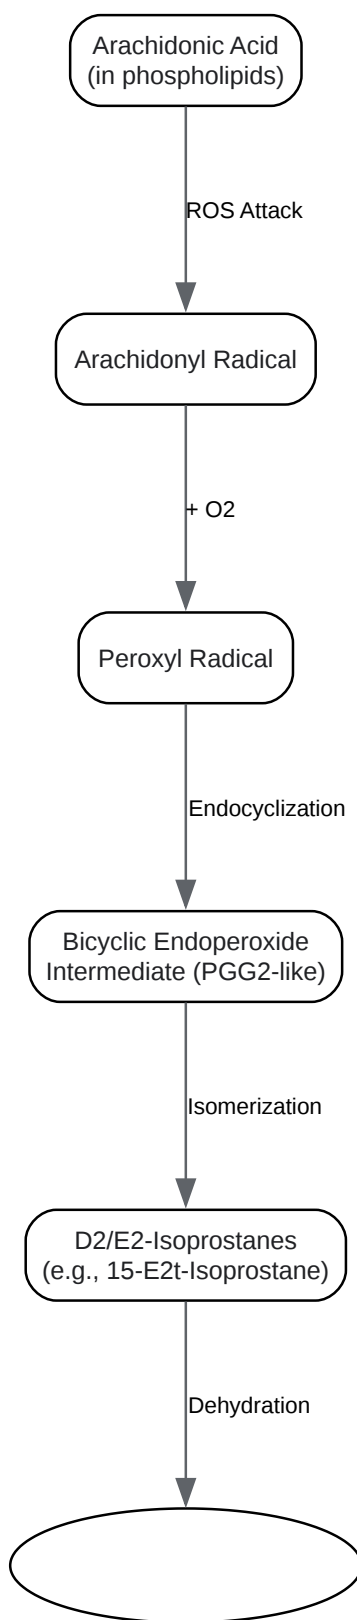 Arachidonic Acid
(in phospholipids)
ROS Attack
Arachidonyl Radical
+ O2
Peroxyl Radical
Endocyclization
Bicyclic Endoperoxide
Intermediate (PGG2-like)
Isomerization
D2/E2-Isoprostanes
(e.g., 15-E2t-Isoprostane)
Dehydration